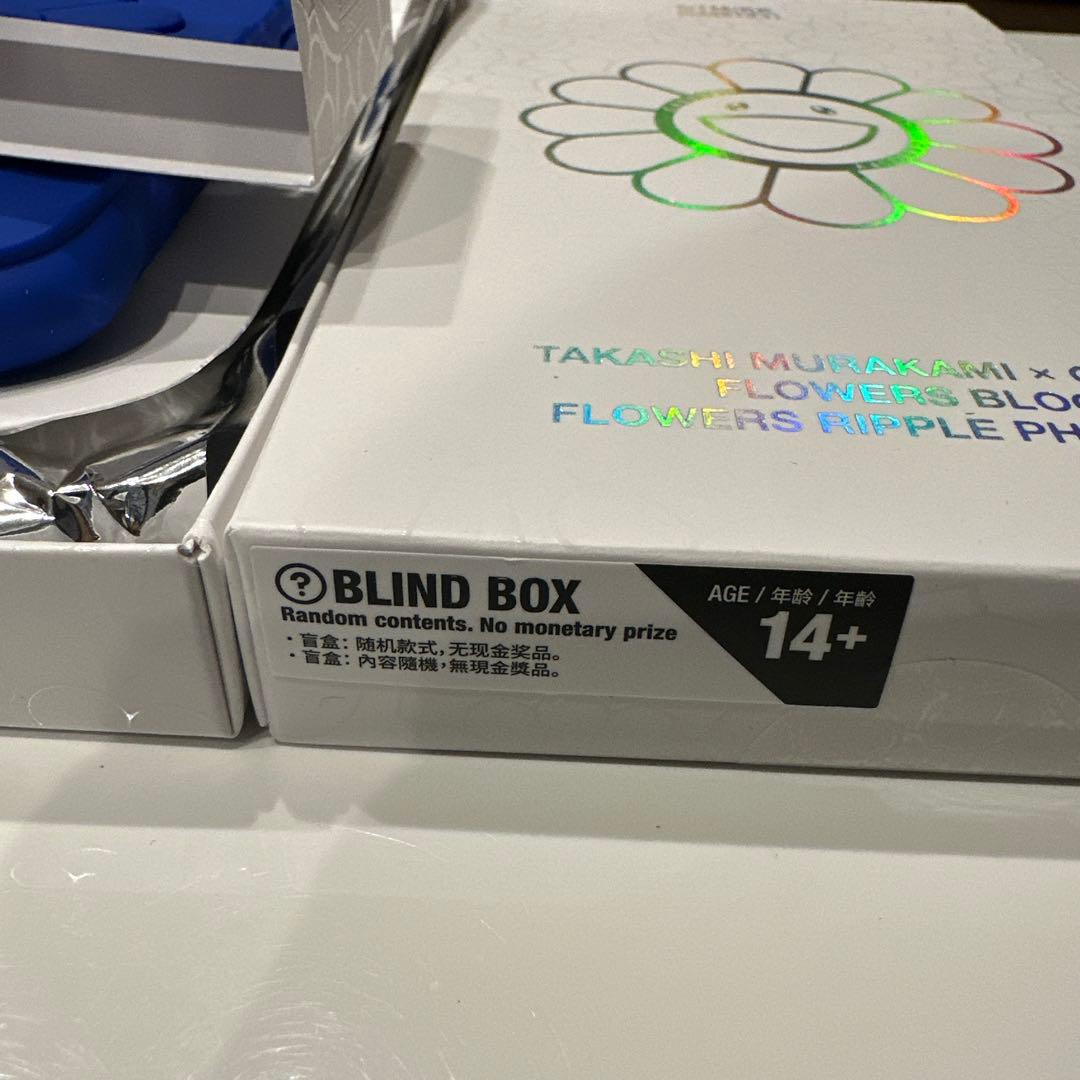 TAKASHI MURAKAMI ×
FLOWERS
FLOWERS RIPPLE
? BLIND BOX
Random contents. No monetary prize
・盲盒：随机款式，无现金奖品。
・盲盒：內容隨機，無現金獎品。
AGE / 年龄 / 年齡
14+